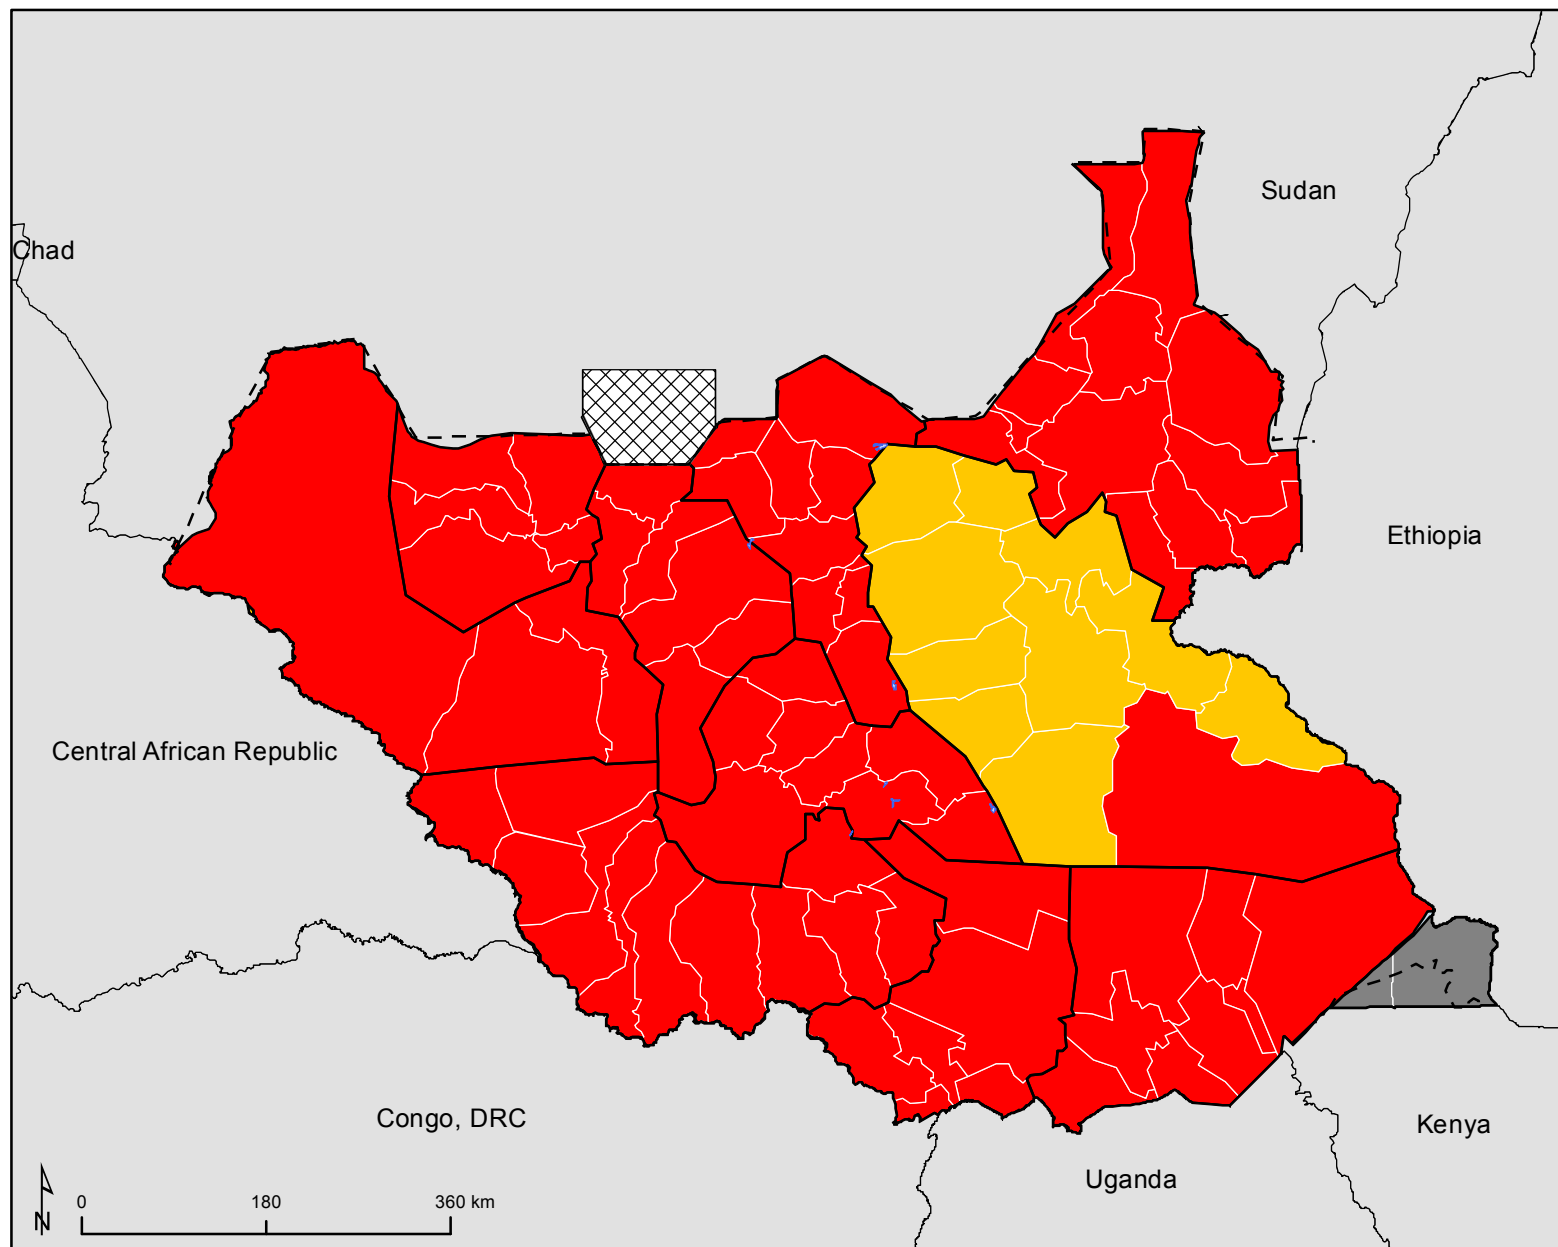 Sudan
Chad
Ethiopia
Central African Republic
Congo, DRC
Kenya
Uganda
0 180 360 km
N